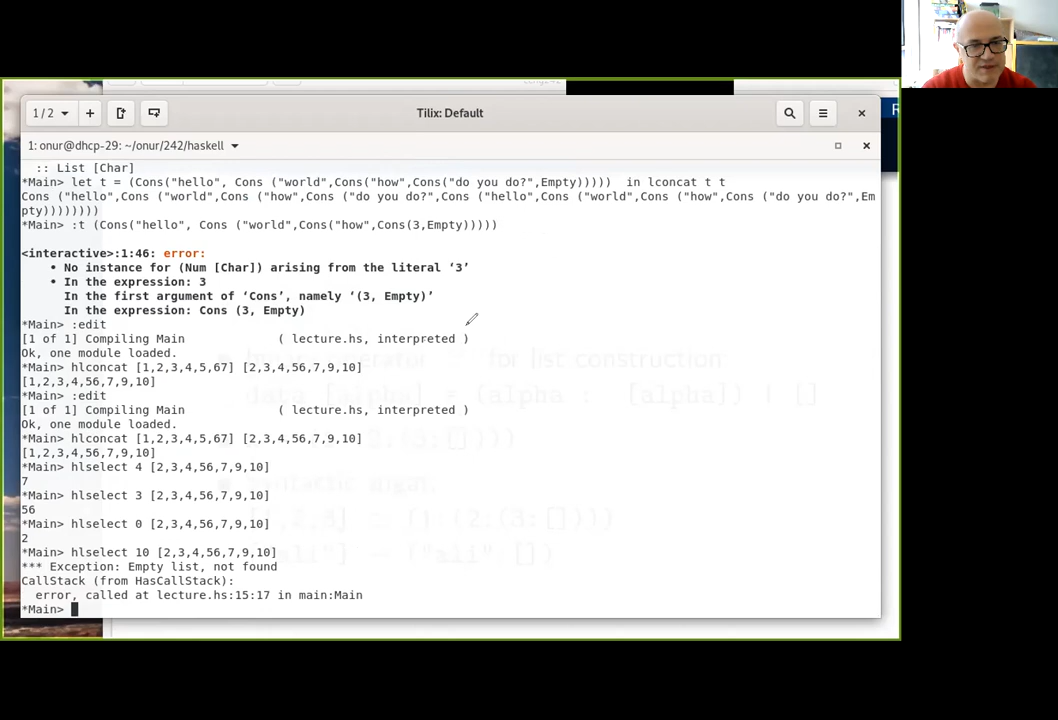 1/2
Tilix: Default
1: onur@dhcp-29: ~/onur/242/haskell
:: List [Char]
*Main> let t = (Cons("hello", Cons ("world",Cons("how",Cons("do you do?",Empty))))) in lconcat t t
Cons ("hello",Cons ("world",Cons ("how",Cons ("do you do?",Cons ("hello",Cons ("world",Cons ("how",Cons ("do you do?",Em
pty))))))))
*Main> :t (Cons("hello", Cons ("world",Cons("how",Cons(3,Empty)))))
<interactive>:1:46: error:
• No instance for (Num [Char]) arising from the literal ‘3’
• In the expression: 3
In the first argument of ‘Cons’, namely ‘(3, Empty)’
In the expression: Cons (3, Empty)
*Main> :edit
[1 of 1] Compiling Main ( lecture.hs, interpreted )
Ok, one module loaded.
*Main> hlconcat [1,2,3,4,5,67] [2,3,4,56,7,9,10]
[1,2,3,4,56,7,9,10]
*Main> :edit
[1 of 1] Compiling Main ( lecture.hs, interpreted )
Ok, one module loaded.
*Main> hlconcat [1,2,3,4,5,67] [2,3,4,56,7,9,10]
[1,2,3,4,56,7,9,10]
*Main> hlselect 4 [2,3,4,56,7,9,10]
7
*Main> hlselect 3 [2,3,4,56,7,9,10]
56
*Main> hlselect 0 [2,3,4,56,7,9,10]
2
*Main> hlselect 10 [2,3,4,56,7,9,10]
*** Exception: Empty list, not found
CallStack (from HasCallStack):
error, called at lecture.hs:15:17 in main:Main
*Main>
for list construction
data [alpha] = (alpha : [alpha]) | []